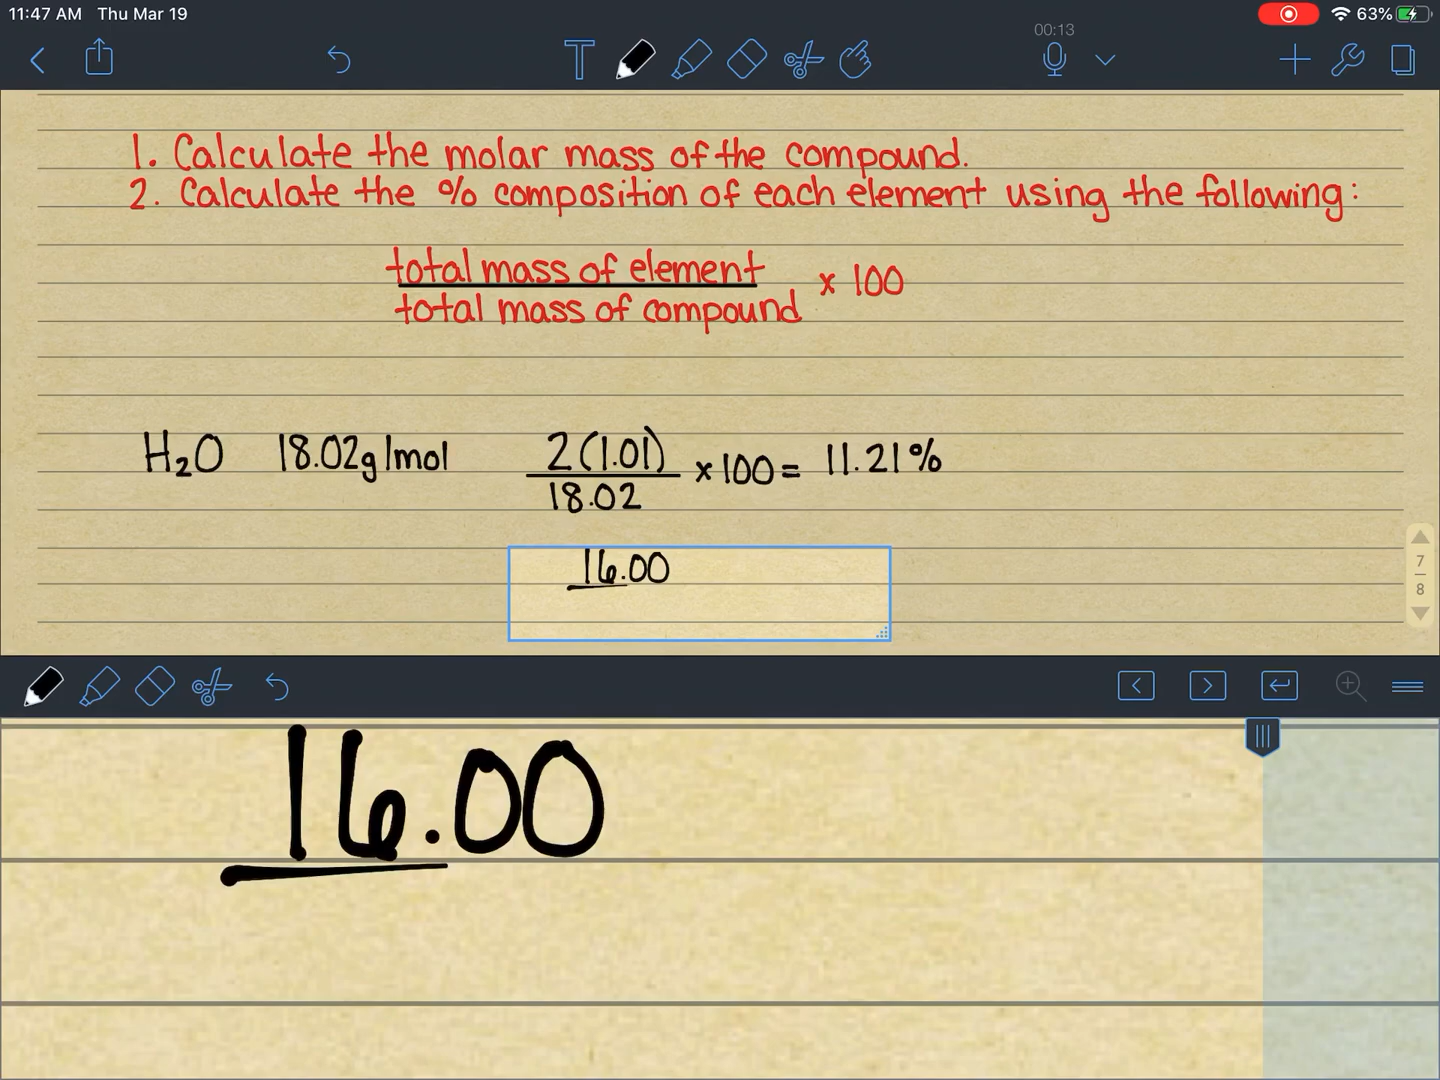 11:47 AM Thu Mar 19
63%
00:13
1. Calculate the molar mass of the compound.
2. Calculate the % composition of each element using the following:
total mass of element
total mass of compound
x 100
H₂O 18.02g/mol 2(1.01)
18.02
x100= 11.21%
16.00
7
8
16.00